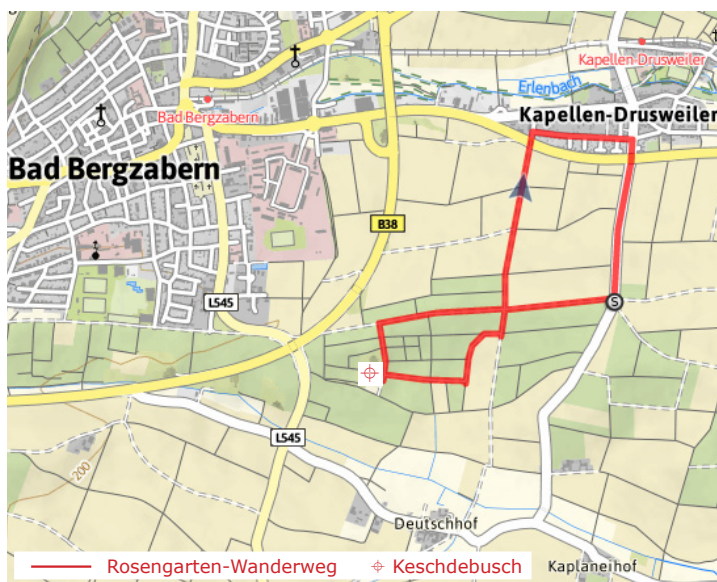 Kapellen-Drusweiler
Erlenbach
Bad Bergzabern
Kapellen-Drusweiler
Bad Bergzabern
B38
L545
S
L545
200
Deutschhof
Kaplaneihof
Rosengarten-Wanderweg Keschdebusch